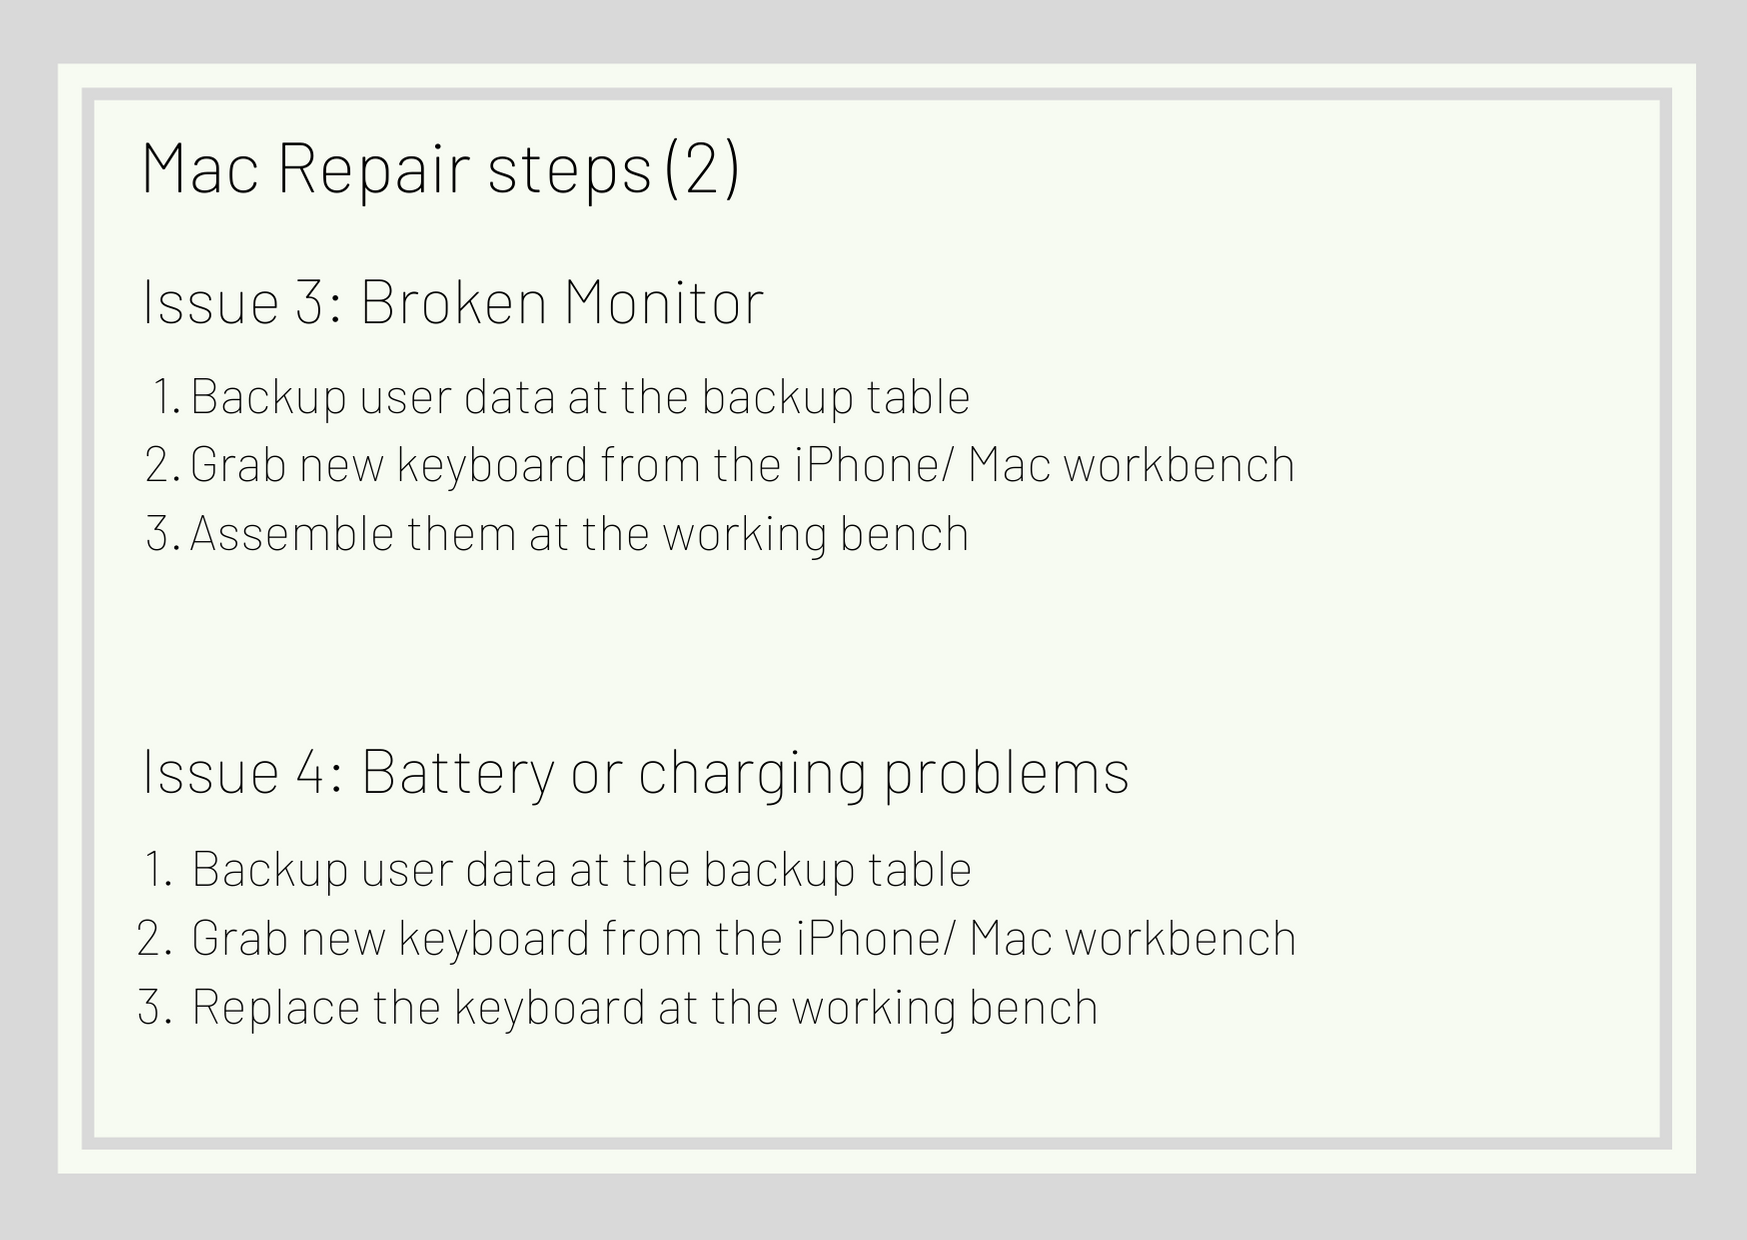 Mac Repair steps (2)
Issue 3: Broken Monitor
1. Backup user data at the backup table
2. Grab new keyboard from the iPhone/ Mac workbench
3. Assemble them at the working bench
Issue 4: Battery or charging problems
1. Backup user data at the backup table
2. Grab new keyboard from the iPhone/ Mac workbench
3. Replace the keyboard at the working bench